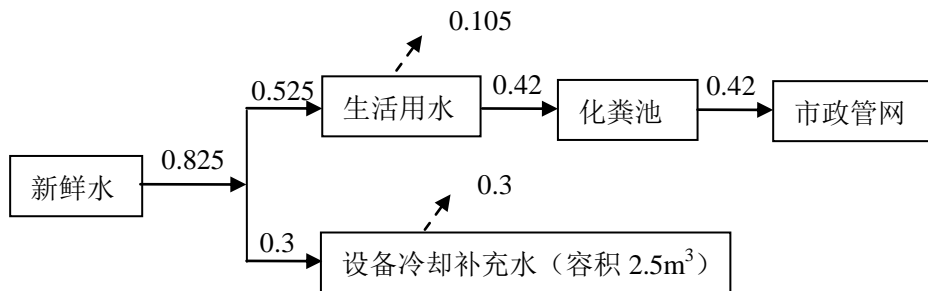 0.105
0.525
生活用水
0.42
化粪池
0.42
市政管网
新鲜水
0.825
0.3
0.3
设备冷却补充水（容积 2.5m³）